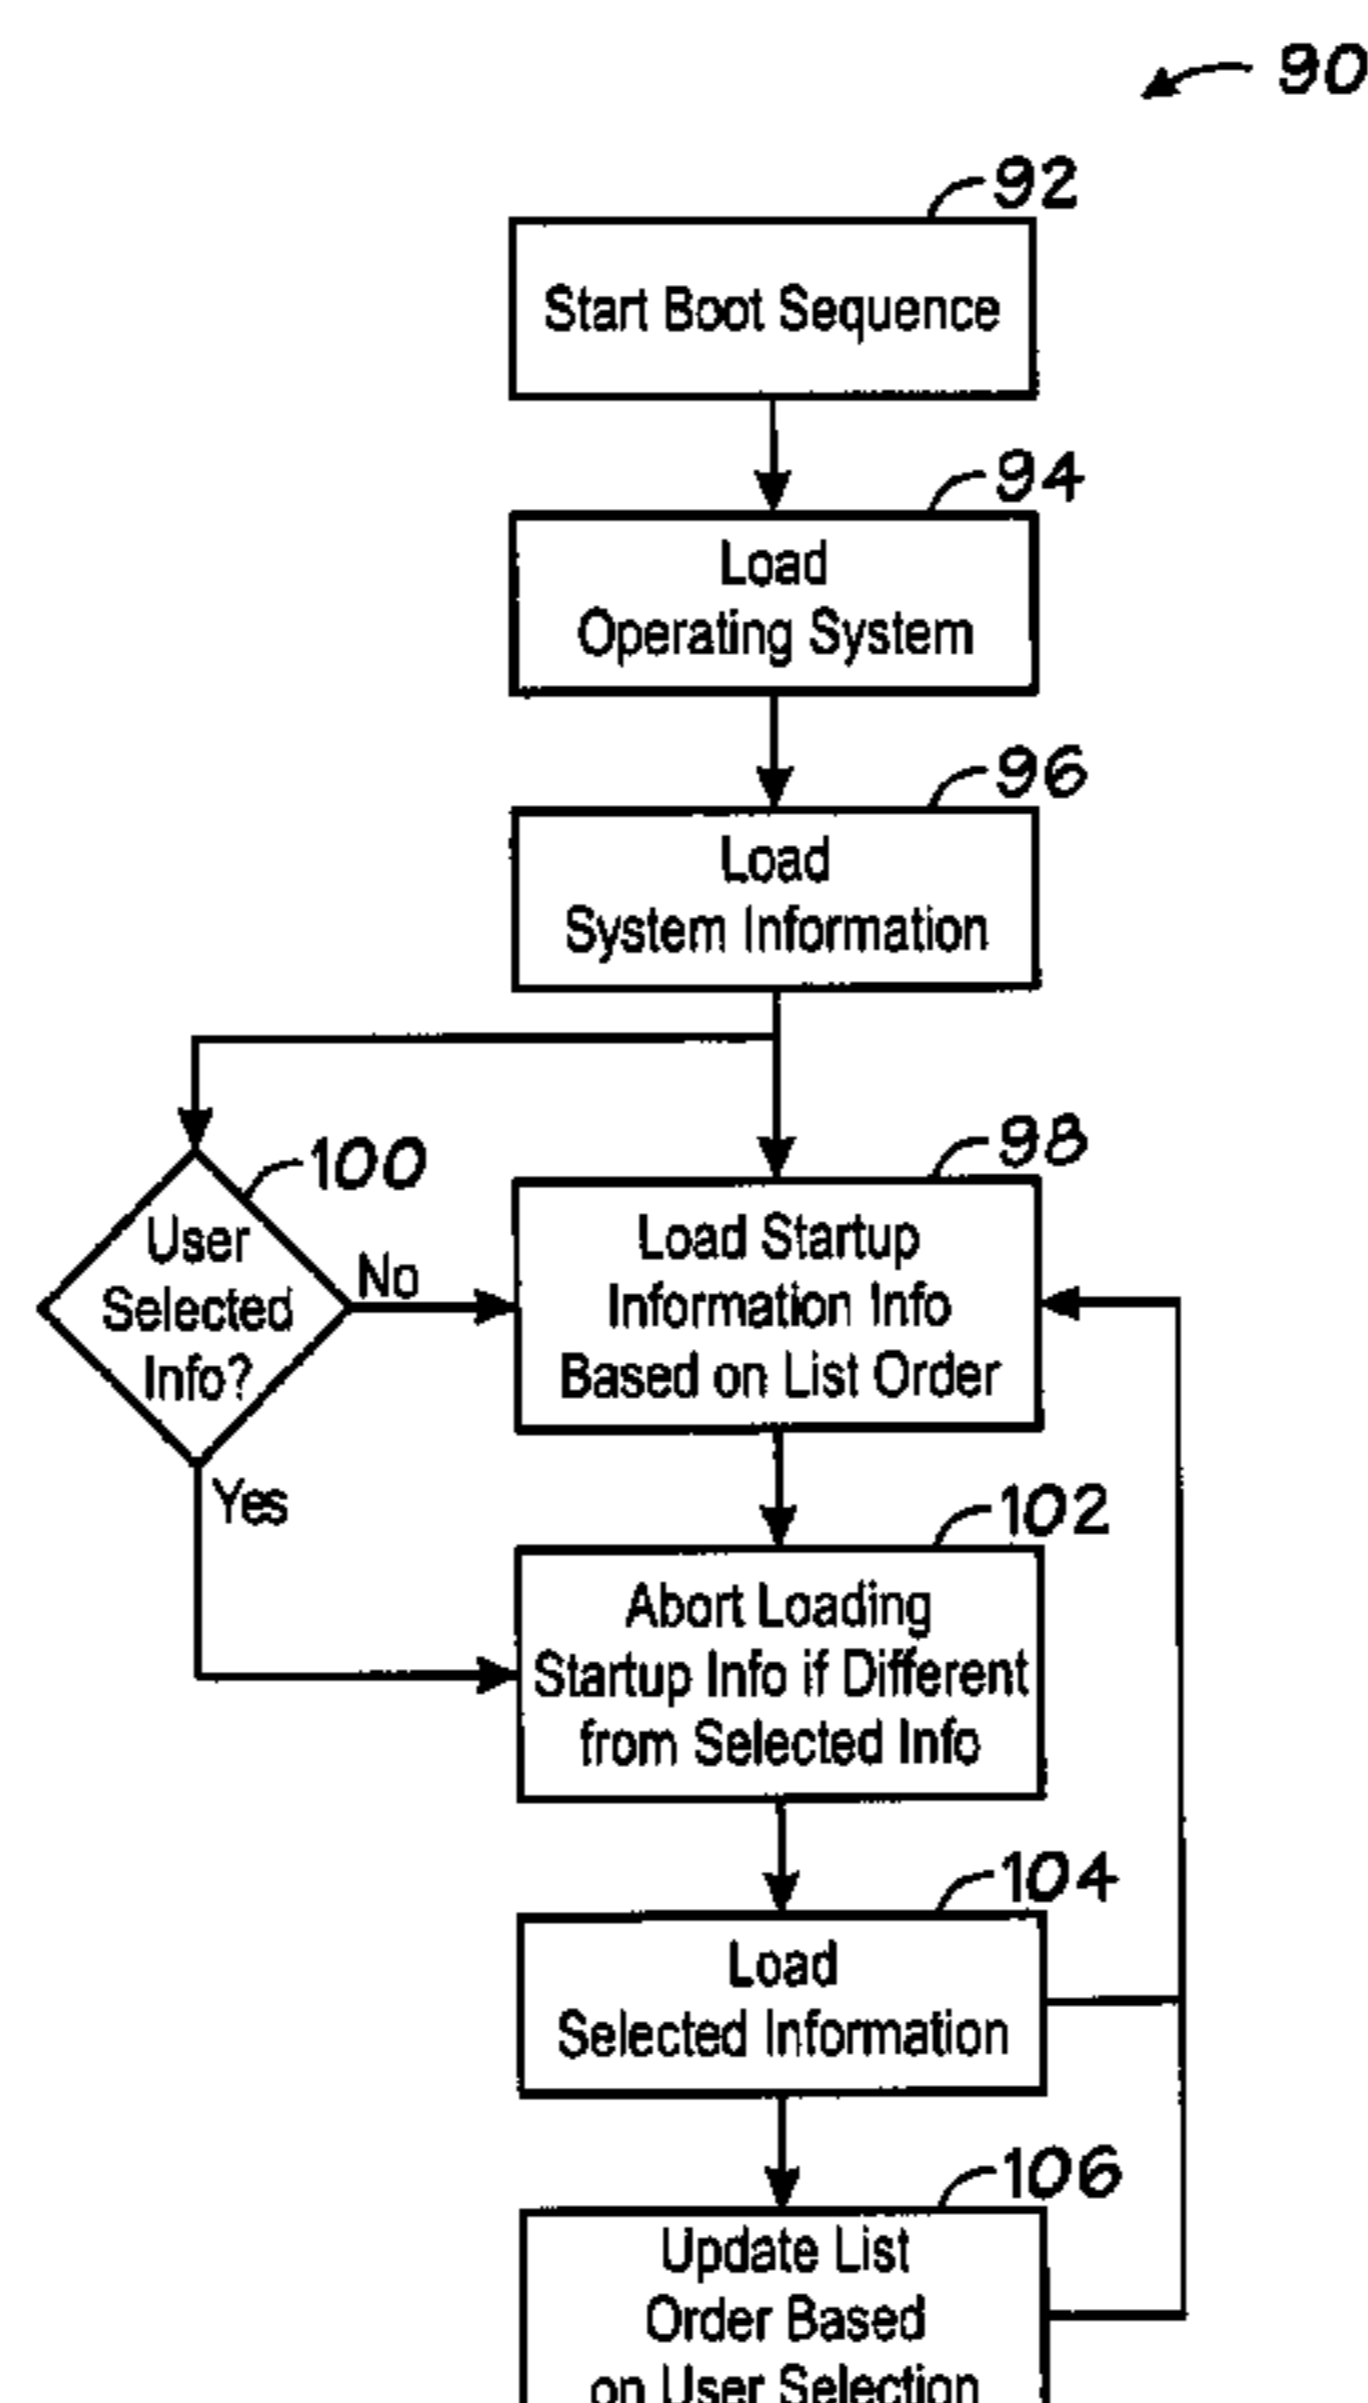 90
92
Start Boot Sequence
94
Load
Operating System
96
Load
System Information
100
User
Selected
Info?
No
Yes
98
Load Startup
Information Info
Based on List Order
102
Abort Loading
Startup Info if Different
from Selected Info
104
Load
Selected Information
106
Update List
Order Based
on User Selection